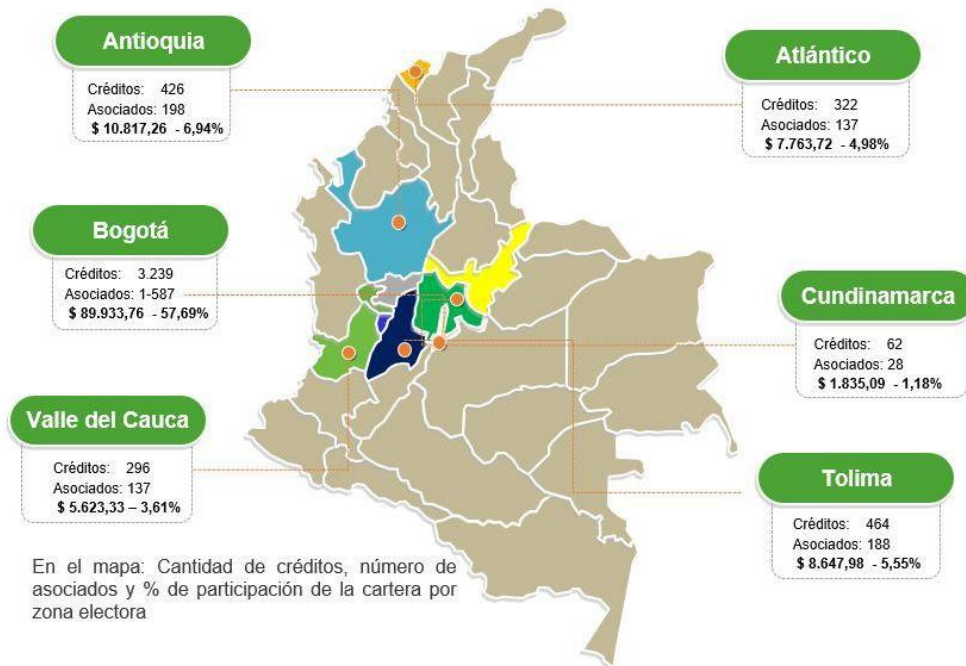 Antioquia
Créditos: 426
Asociados: 198
$ 10.817,26 - 6,94%
Atlántico
Créditos: 322
Asociados: 137
$ 7.763,72 - 4,98%
Bogotá
Créditos: 3.239
Asociados: 1-587
$ 89.933,76 - 57,69%
Cundinamarca
Créditos: 62
Asociados: 28
$ 1.835,09 - 1,18%
Valle del Cauca
Créditos: 296
Asociados: 137
$ 5.623,33 – 3,61%
Tolima
Créditos: 464
Asociados: 188
$ 8.647,98 - 5,55%
En el mapa: Cantidad de créditos, número de
asociados y % de participación de la cartera por
zona electora